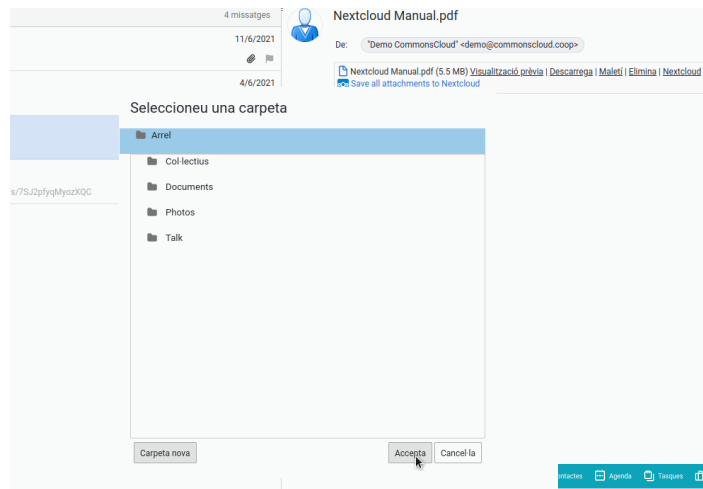 4 missatges
11/6/2021
4/6/2021
Nextcloud Manual.pdf
De: "Demo CommonsCloud" <demo@commonscloud.coop>
Nextcloud Manual.pdf (5.5 MB) Visualització prèvia | Descarrega | Maletí | Elimina | Nextcloud
Save all attachments to Nextcloud
Seleccioneu una carpeta
Arrel
Col·lectius
Documents
Photos
Talk
s/7SJ2pfyqMyozXQC
Carpeta nova
Accepta
Cancel·la
ontactes
Agenda
Tasques